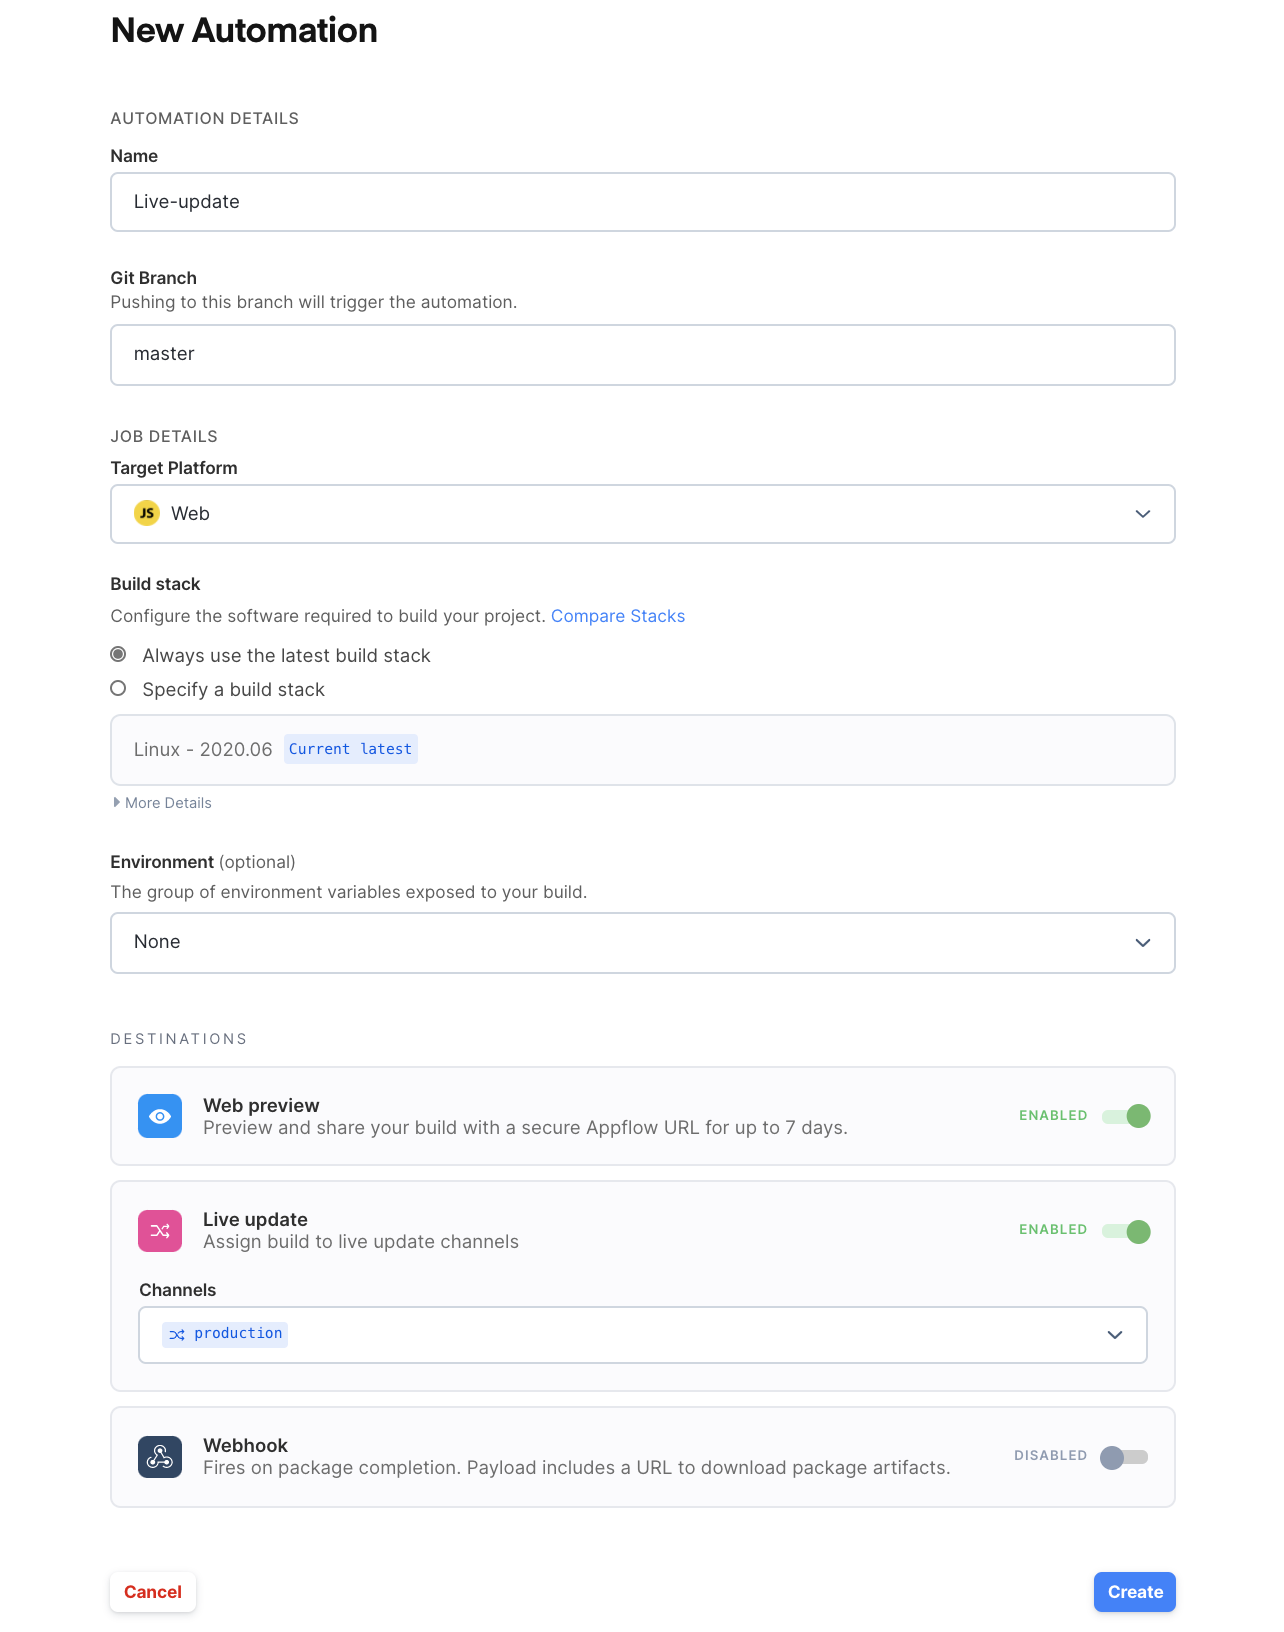 New Automation
AUTOMATION DETAILS
Name
Live-update
Git Branch
Pushing to this branch will trigger the automation.
master
JOB DETAILS
Target Platform
JS Web
Build stack
Configure the software required to build your project. Compare Stacks
Always use the latest build stack
Specify a build stack
Linux - 2020.06 Current latest
More Details
Environment (optional)
The group of environment variables exposed to your build.
None
DESTINATIONS
Web preview
Preview and share your build with a secure Appflow URL for up to 7 days.
ENABLED
Live update
Assign build to live update channels
ENABLED
Channels
production
Webhook
Fires on package completion. Payload includes a URL to download package artifacts.
DISABLED
Cancel
Create